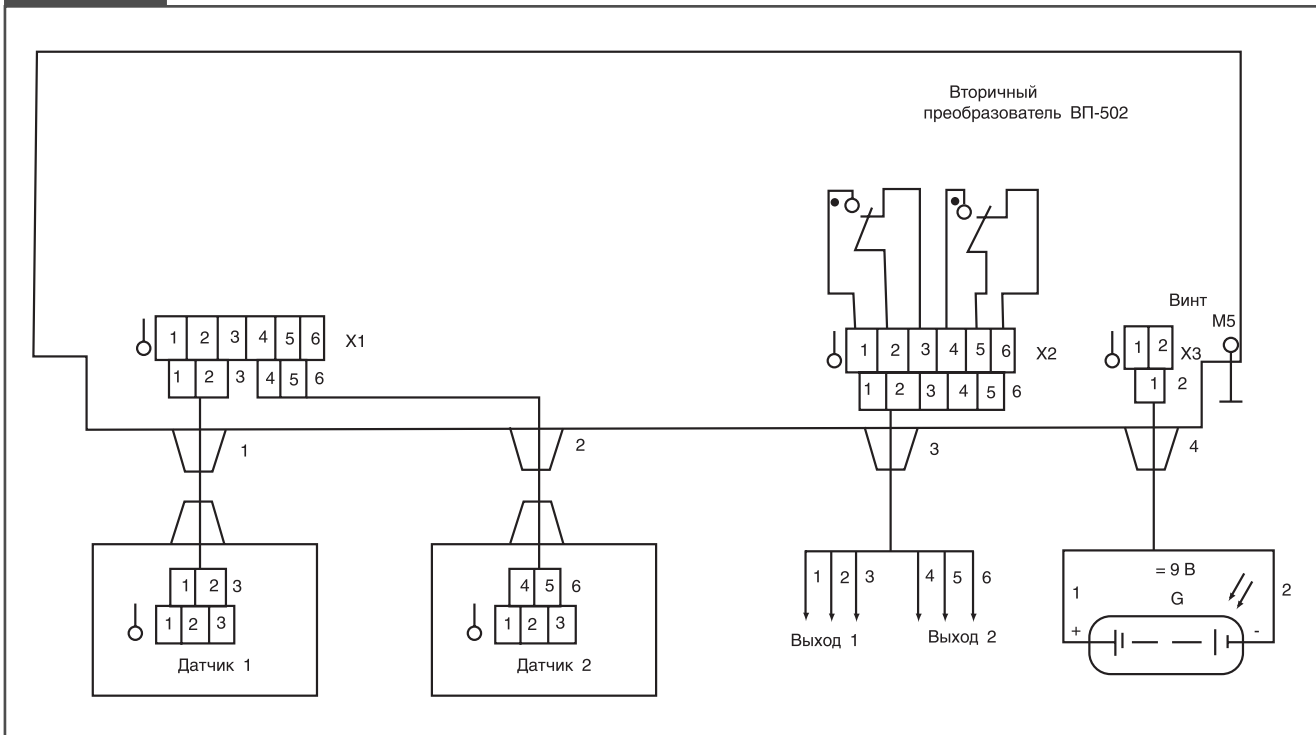 Вторичный
преобразователь ВП-502
Винт
М5
1 2 3 4 5 6 X1
1 2 3 4 5 6
1 2 3 4 5 6 X2
1 2 3 4 5 6
1 2 X3
1 2
1
2
3
4
1 2 3
1 2 3
Датчик 1
4 5 6
1 2 3
Датчик 2
1 2 3
Выход 1
4 5 6
Выход 2
= 9 В
G
1
2
+
-